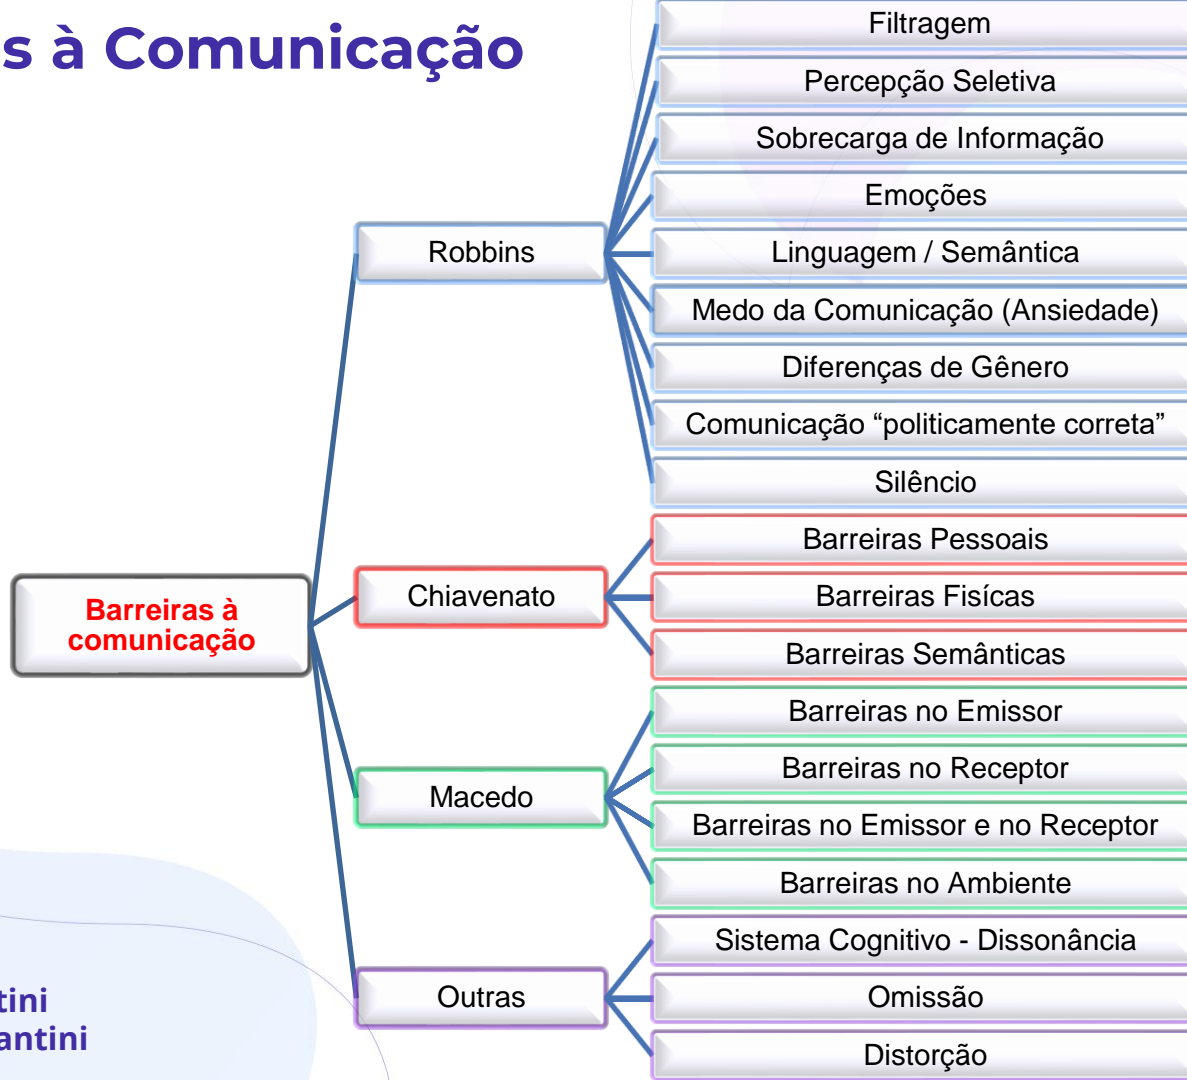 s à Comunicação
Filtragem
Percepção Seletiva
Sobrecarga de Informação
Emoções
Robbins
Linguagem / Semântica
Medo da Comunicação (Ansiedade)
Diferenças de Gênero
Comunicação “politicamente correta”
Silêncio
Barreiras à
comunicação
Chiavenato
Barreiras Pessoais
Barreiras Fisícas
Barreiras Semânticas
Macedo
Barreiras no Emissor
Barreiras no Receptor
Barreiras no Emissor e no Receptor
Barreiras no Ambiente
Outras
Sistema Cognitivo - Dissonância
Omissão
Distorção
tini
antini